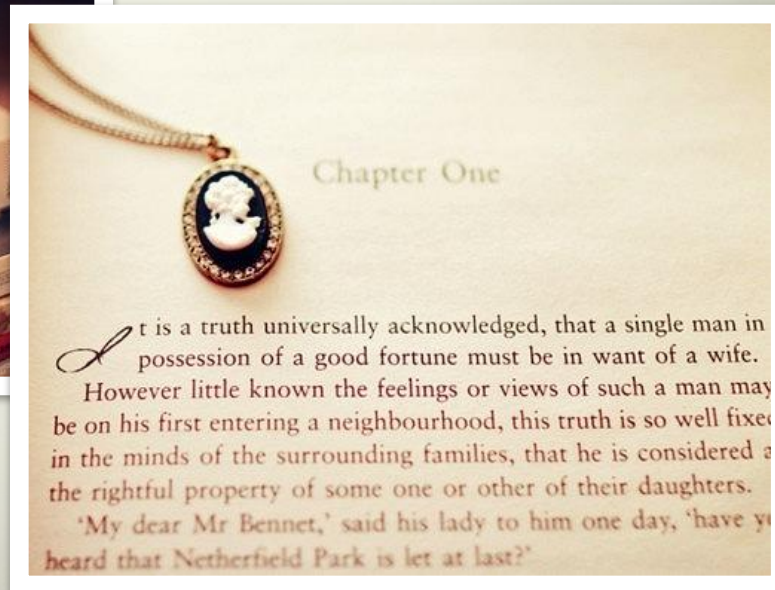 Chapter One
It is a truth universally acknowledged, that a single man in
possession of a good fortune must be in want of a wife.
However little known the feelings or views of such a man may
be on his first entering a neighbourhood, this truth is so well
in the minds of the surrounding families, that he is considered
the rightful property of some one or other of their daughters.
‘My dear Mr Bennet,’ said his lady to him one day, ‘have
heard that Netherfield Park is let at last?’